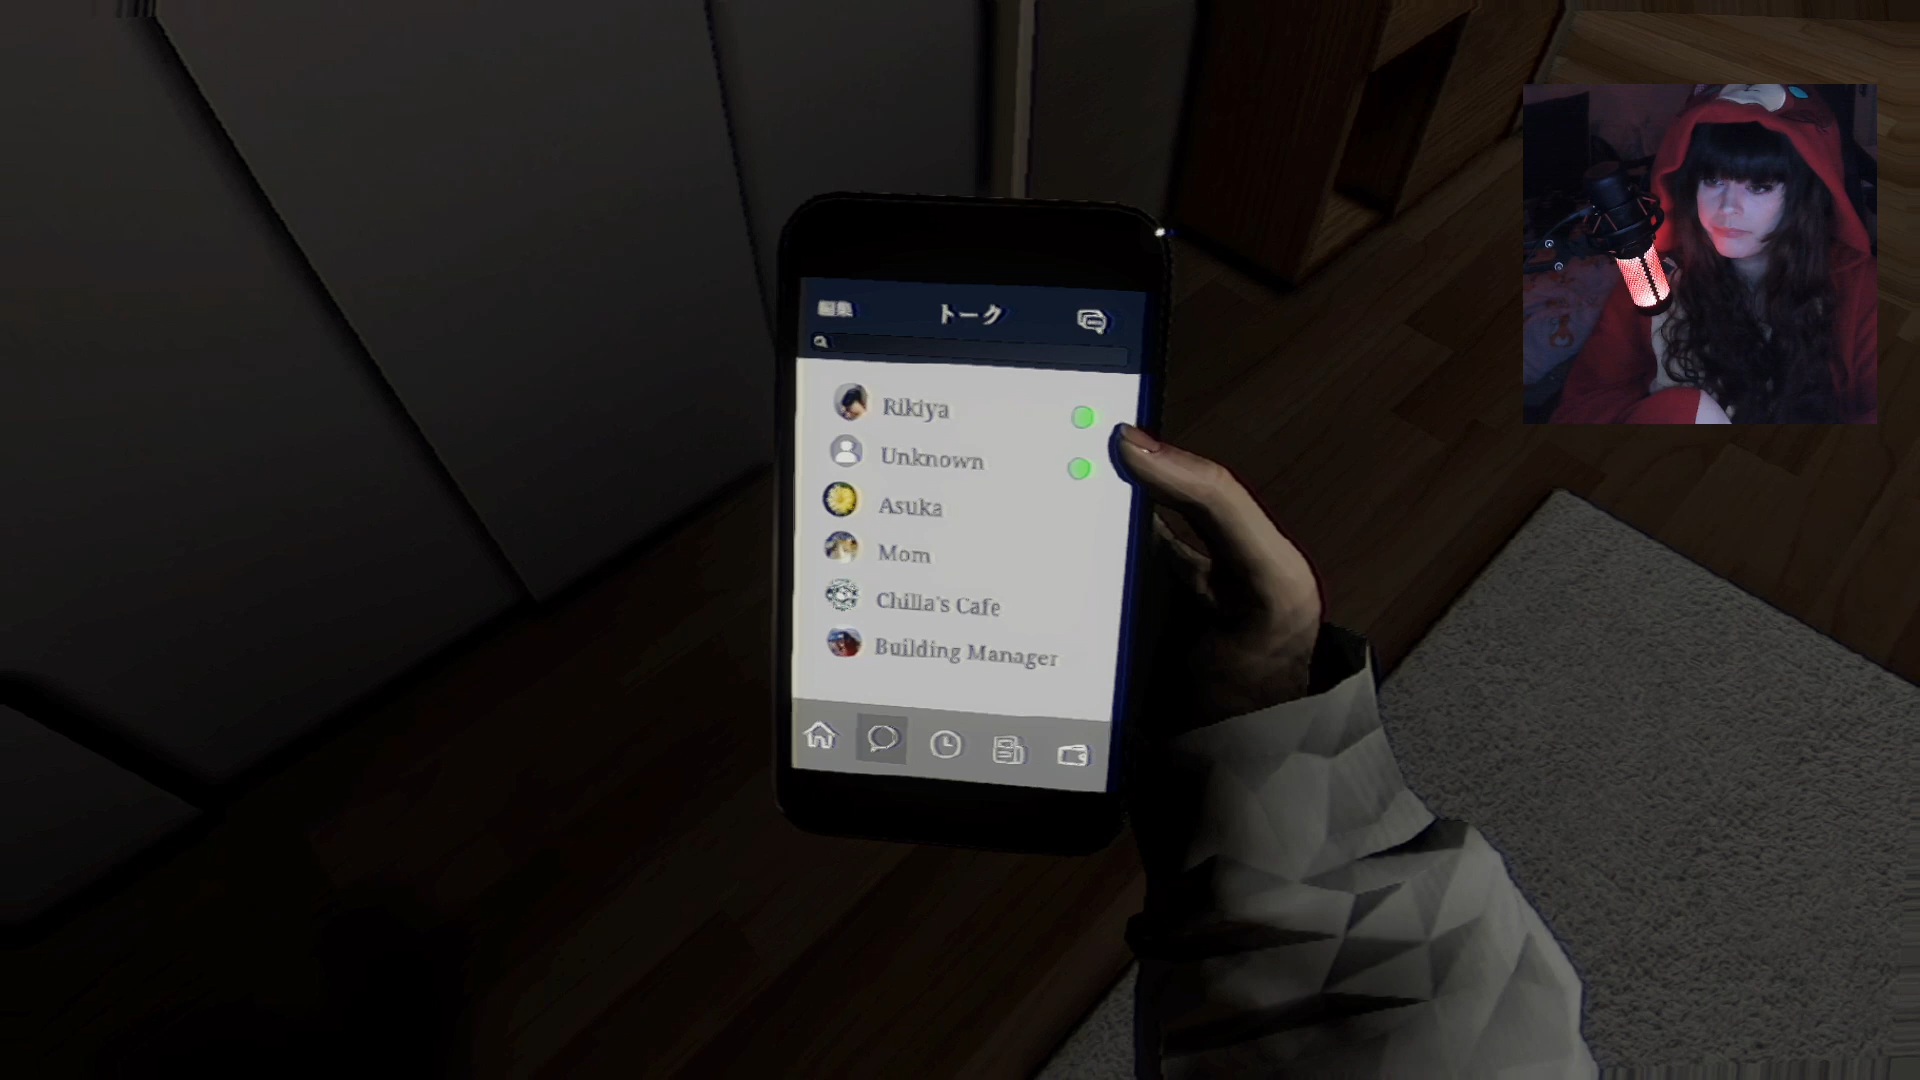 編集
トーク
Rikiya
Unknown
Asuka
Mom
Chilla's Cafe
Building Manager